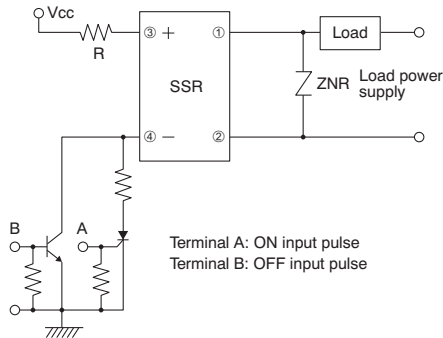 Vcc
R
③ +
①
SSR
④ −
②
Load
ZNR
Load power
supply
B
A
Terminal A: ON input pulse
Terminal B: OFF input pulse